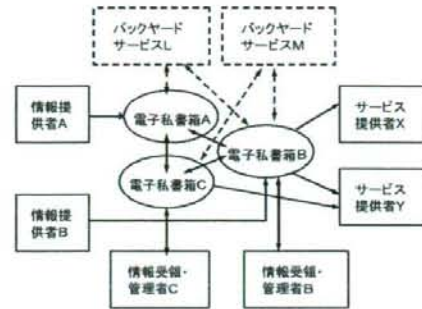 バックヤード
サービスL
バックヤード
サービスM
情報提
供者A
電子私書箱A
サービス
提供者X
電子私書箱B
電子私書箱C
サービス
提供者Y
情報提
供者B
情報受領・
管理者C
情報受領・
管理者B